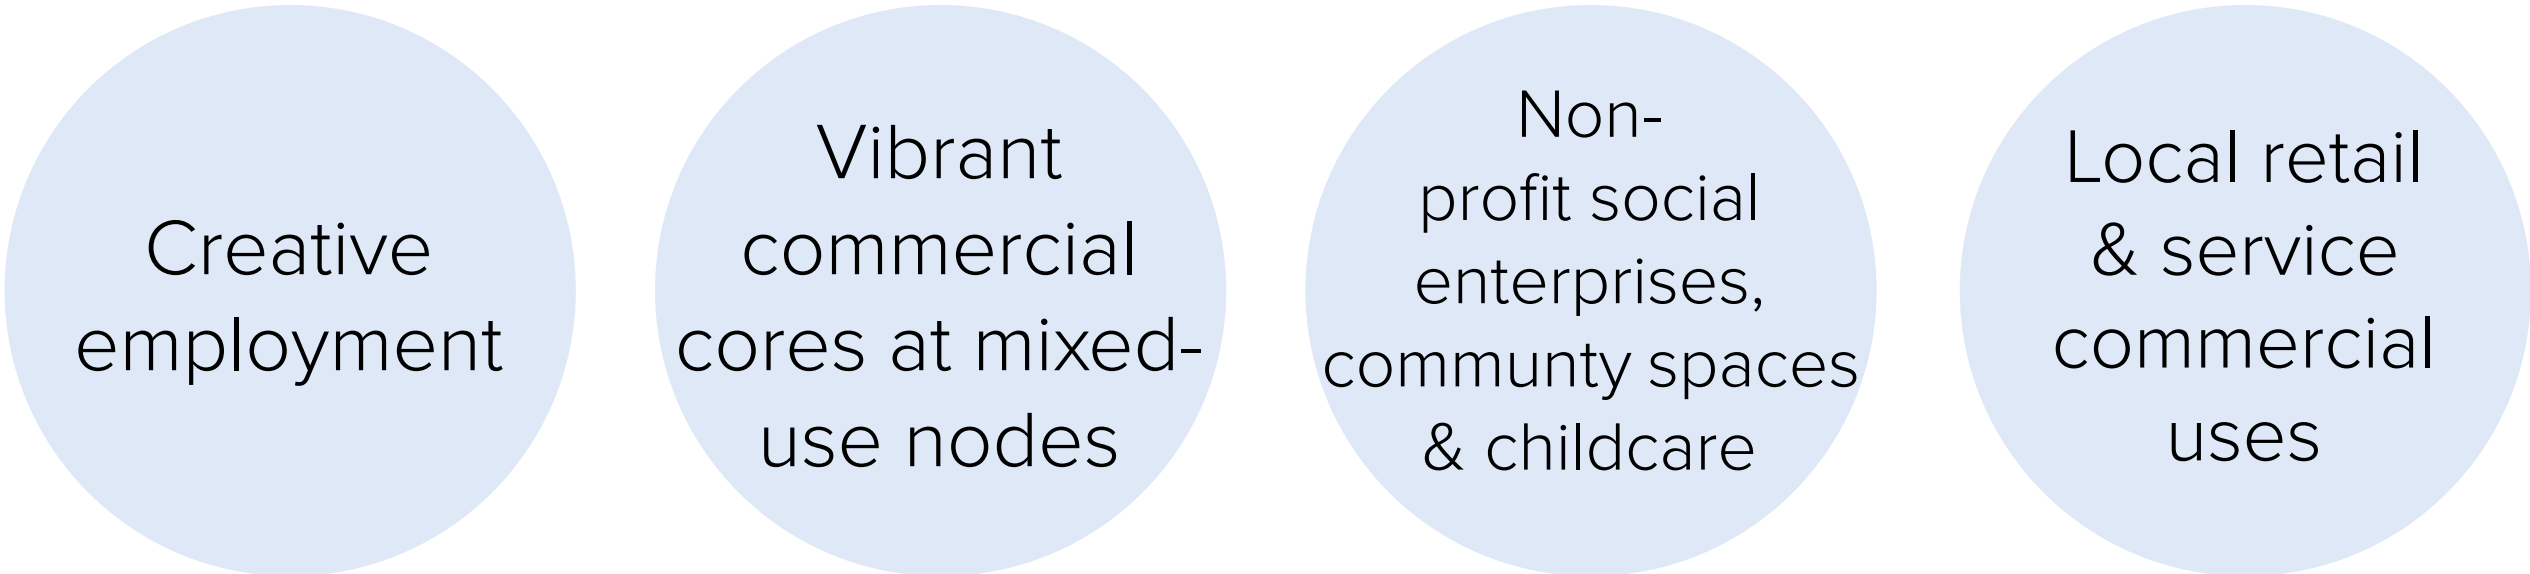 Creative
employment
Vibrant
commercial
cores at mixed-
use nodes
Non-
profit social
enterprises,
communty spaces
& childcare
Local retail
& service
commercial
uses